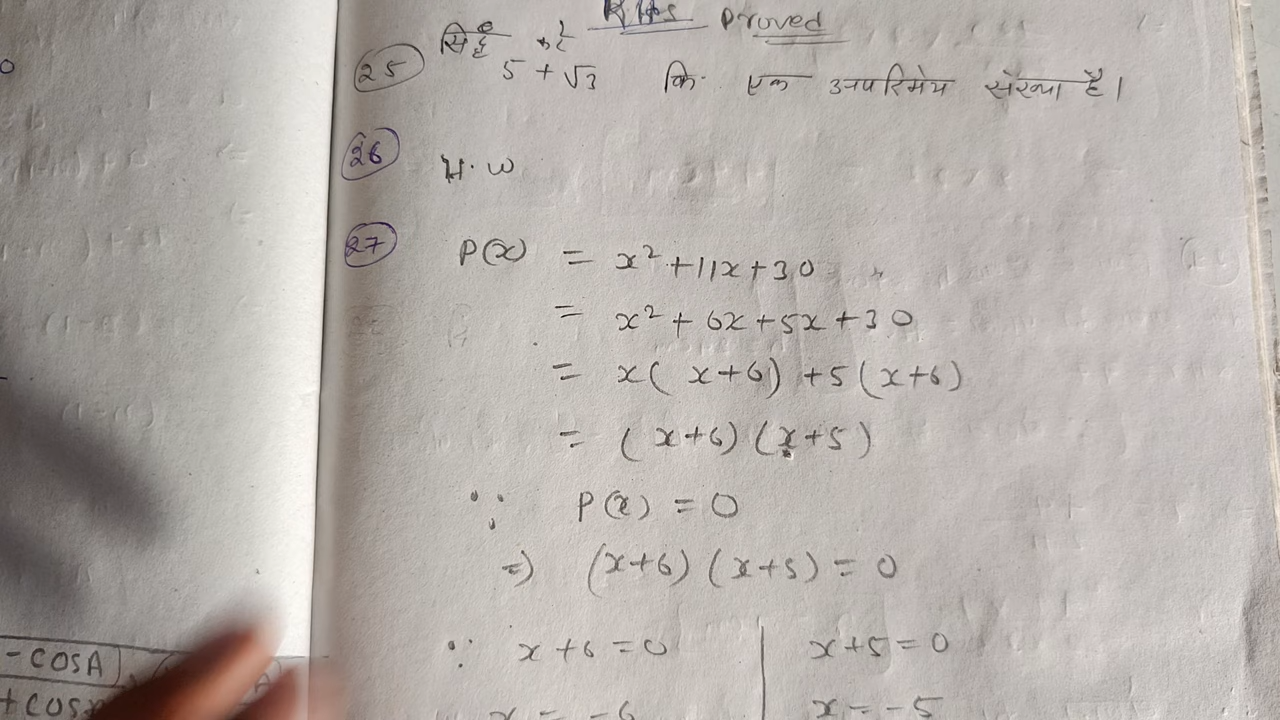 RHS Proved
25 सिद्ध करें
5 + √3 कि एक अपरिमेय संख्या है।
26 H.W
27 P(x) = x² + 11x + 30
= x² + 6x + 5x + 30
= x( x+6) + 5(x+6)
= (x+6) (x+5)
∵ P(x) = 0
⇒ (x+6) (x+5) = 0
∵ x + 6 = 0 | x + 5 = 0
x = -6 | x = -5
-COSA
+COS